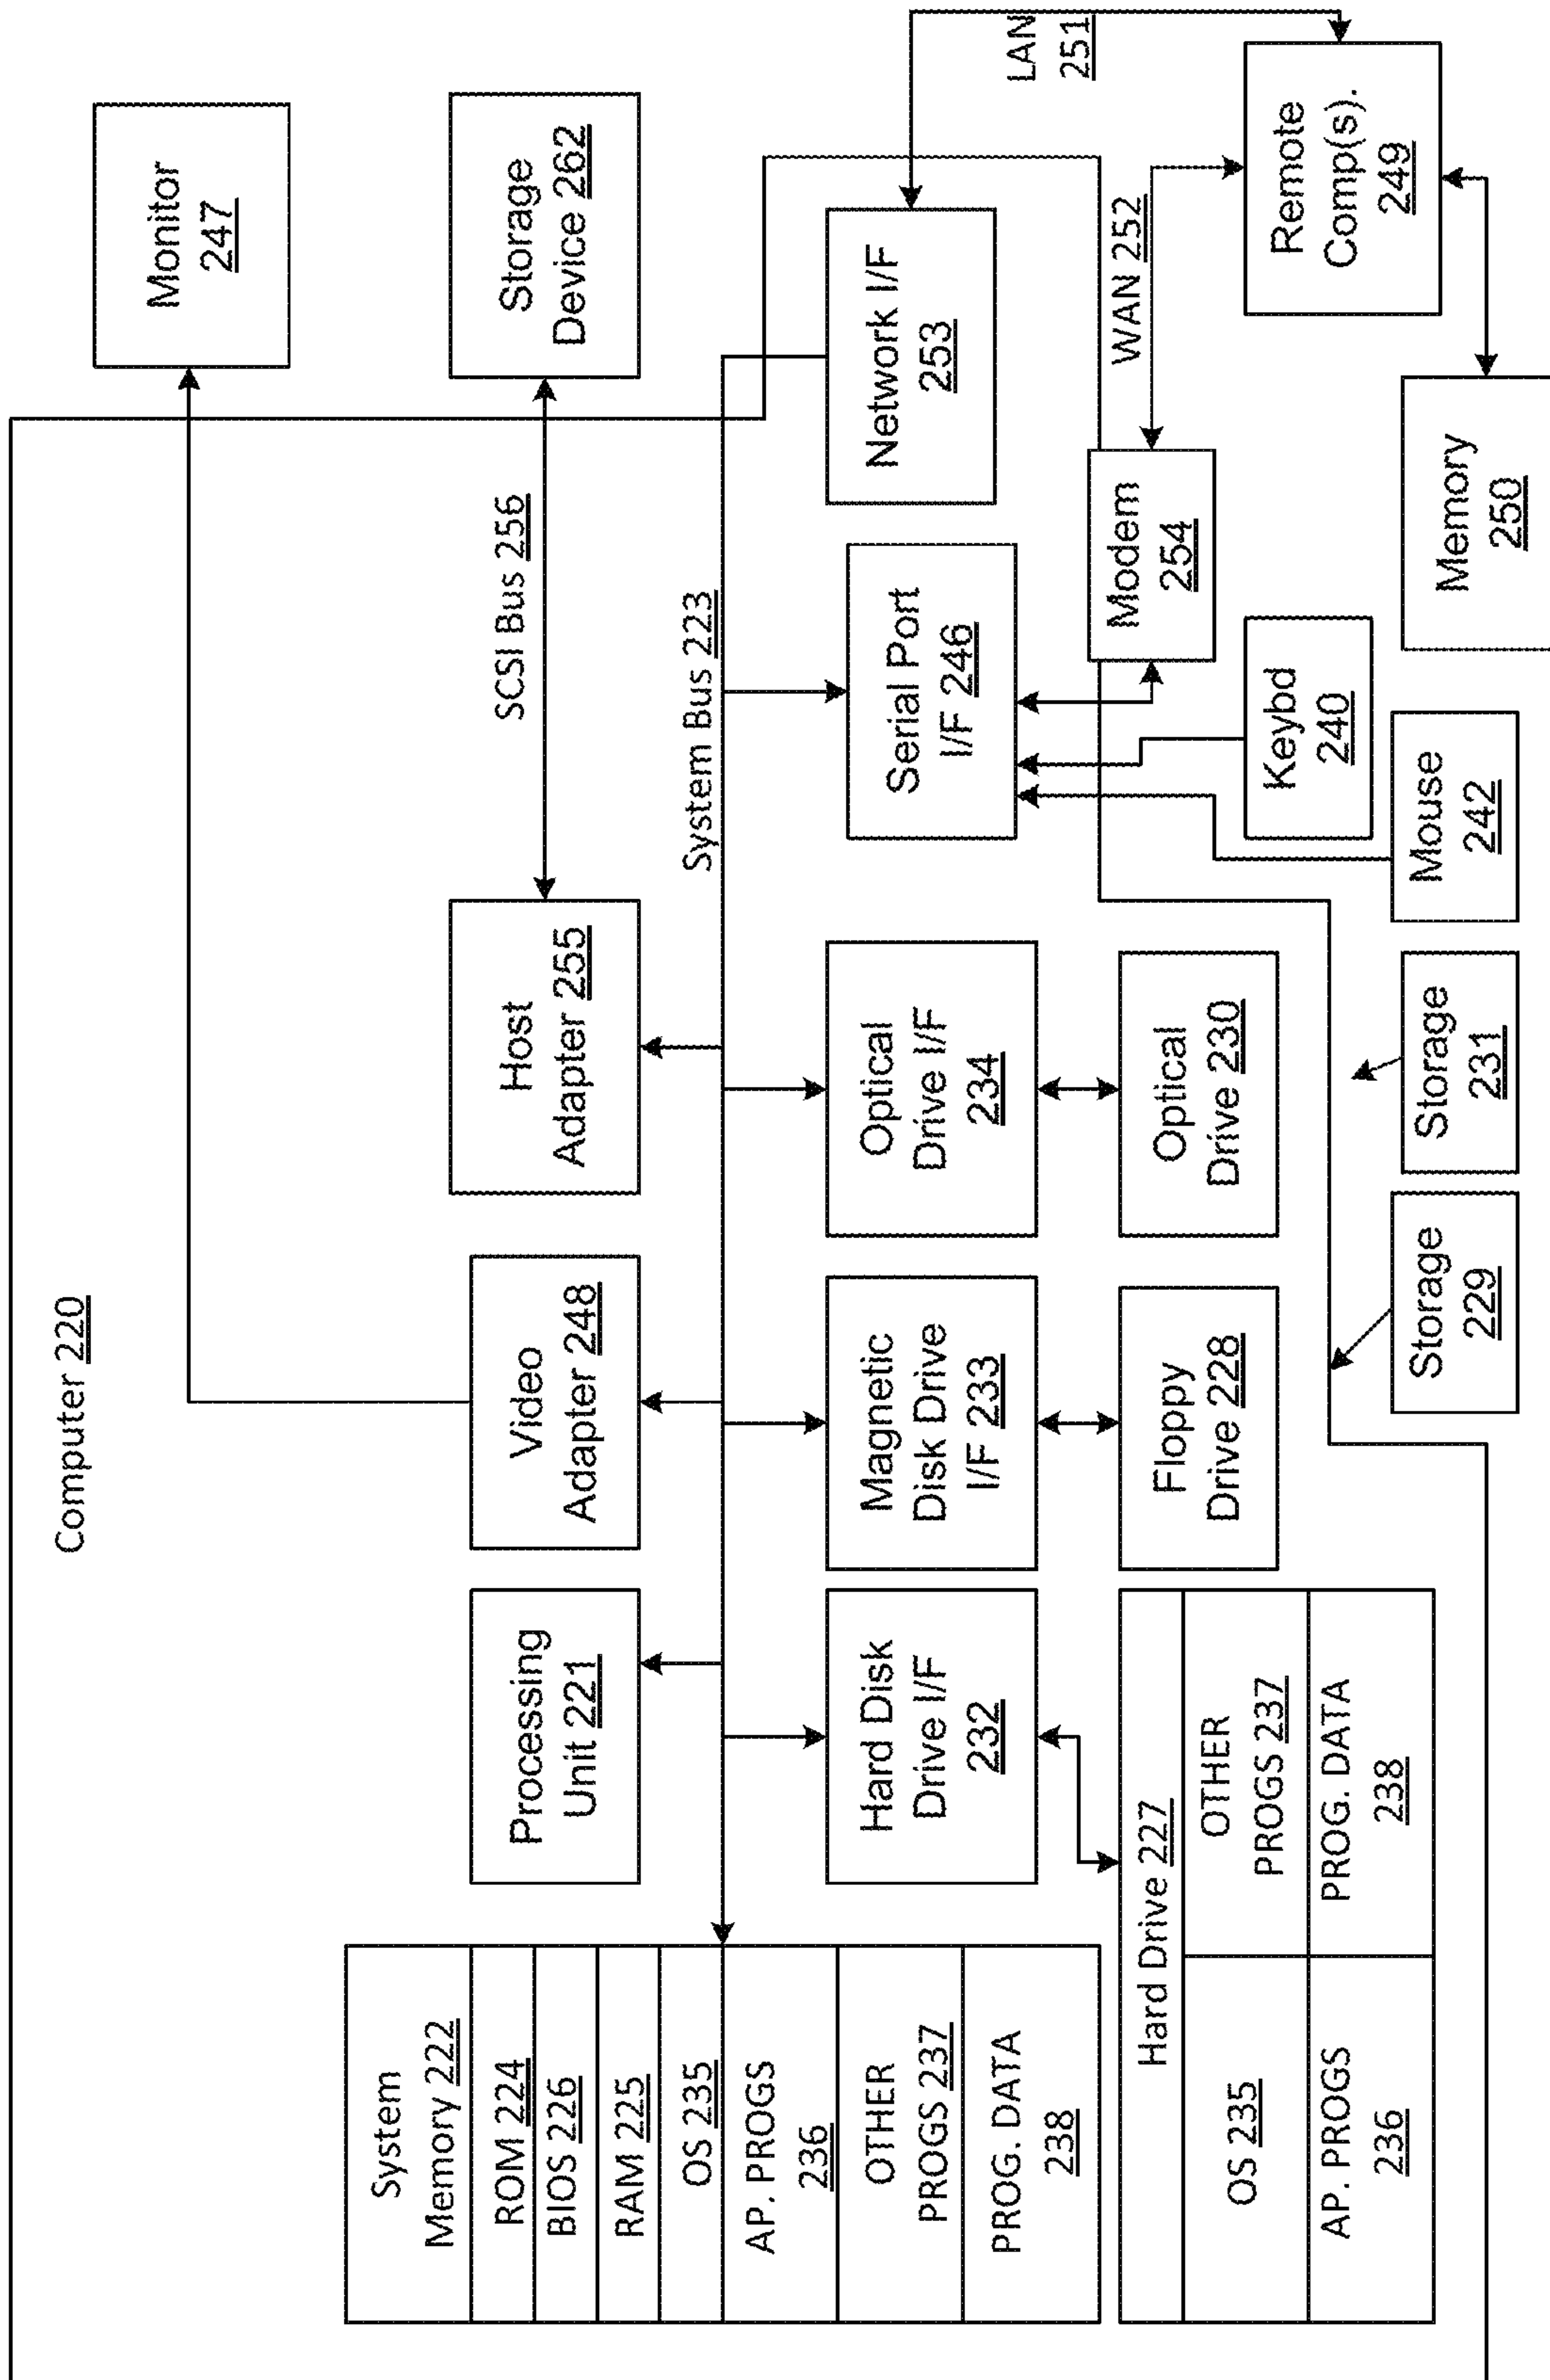 Computer 220
Monitor
247
System
Memory 222
ROM 224
BIOS 226
RAM 225
OS 235
AP. PROGS
236
OTHER
PROGS 237
PROG. DATA
238
Processing
Unit 221
Video
Adapter 248
Host
Adapter 255
SCSI Bus 256
Storage
Device 262
System Bus 223
Hard Disk
Drive I/F
232
Magnetic
Disk Drive
I/F 233
Optical
Drive I/F
234
Serial Port
I/F 246
Network I/F
253
LAN
251
Hard Drive 227
OS 235
OTHER
PROGS 237
AP. PROGS
236
PROG. DATA
238
Floppy
Drive 228
Optical
Drive 230
Modem
254
WAN 252
Keybd
240
Remote
Comp(s).
249
Storage
229
Storage
231
Mouse
242
Memory
250